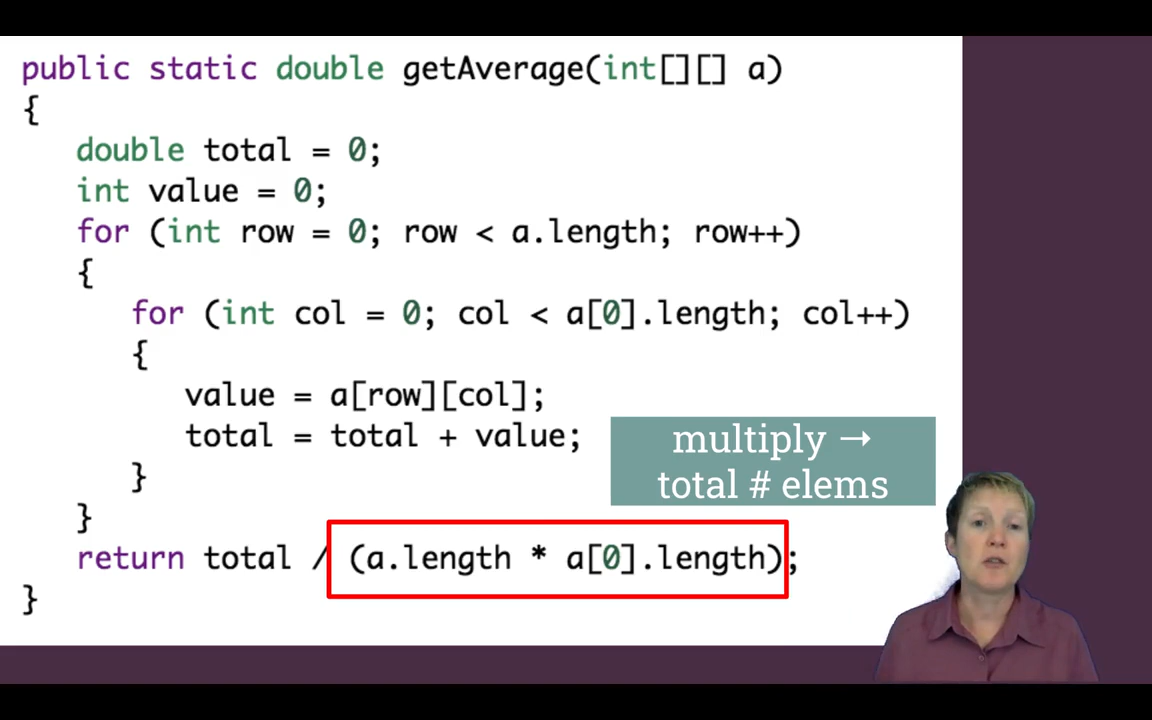 public static double getAverage(int[][] a)
{
double total = 0;
int value = 0;
for (int row = 0; row < a.length; row++)
{
for (int col = 0; col < a[0].length; col++)
{
value = a[row][col];
total = total + value;
}
}
multiply →
total # elems
return total / (a.length * a[0].length);
}